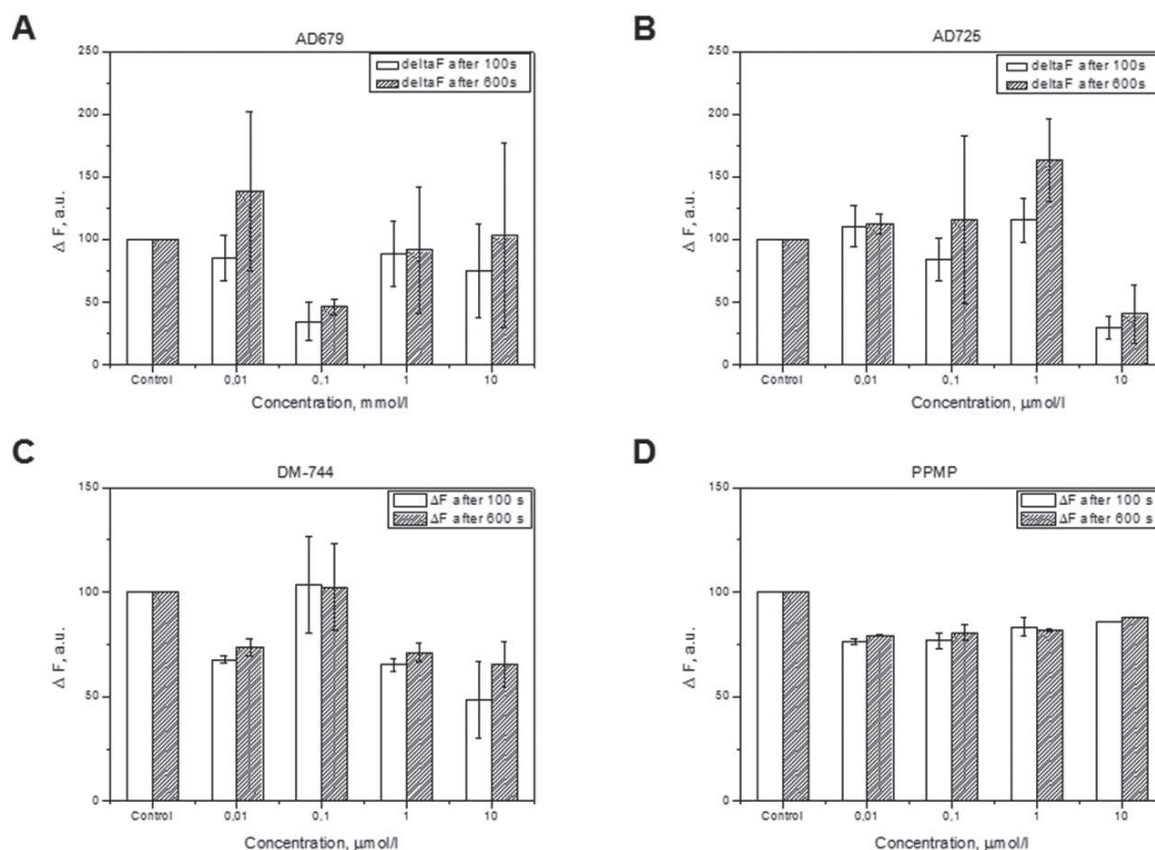 A
AD679
250
200
150
100
50
0
Δ F, a.u.
deltaF after 100s
deltaF after 600s
Control 0,01 0,1 1 10
Concentration, mmol/l
B
AD725
250
200
150
100
50
0
Δ F, a.u.
deltaF after 100s
deltaF after 600s
Control 0,01 0,1 1 10
Concentration, μmol/l
C
DM-744
150
100
50
0
Δ F, a.u.
ΔF after 100 s
ΔF after 600 s
Control 0,01 0,1 1 10
Concentration, μmol/l
D
PPMP
150
100
50
0
Δ F, a.u.
ΔF after 100 s
ΔF after 600 s
Control 0,01 0,1 1 10
Concentration, μmol/l